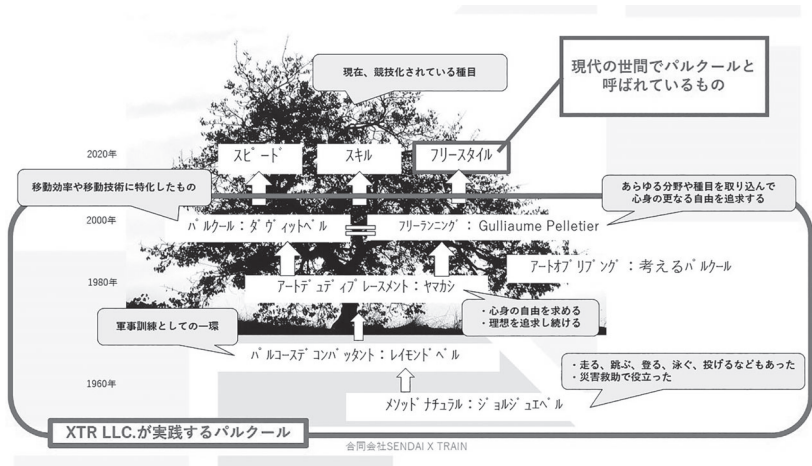 現在、競技化されている種目
現代の世間でパルクールと
呼ばれているもの
2020年
スピード
スキル
フリースタイル
移動効率や移動技術に特化したもの
あらゆる分野や種目を取り込んで
心身の更なる自由を追求する
2000年
パルクール：ダヴィットベル
フリーランニング：Gulliaume Pelletier
アートオブリブング：考えるパルクール
1980年
アートデュディプレースメント：ヤマカシ
・心身の自由を求める
・理想を追求し続ける
軍事訓練としての一環
パルコースデコンバッタント：レイモンドベル
・走る、跳ぶ、登る、泳ぐ、投げるなどもあった
・災害救助で役立った
1960年
メソッドナチュラル：ジョルジュエベル
XTR LLC.が実践するパルクール
合同会社SENDAI X TRAIN